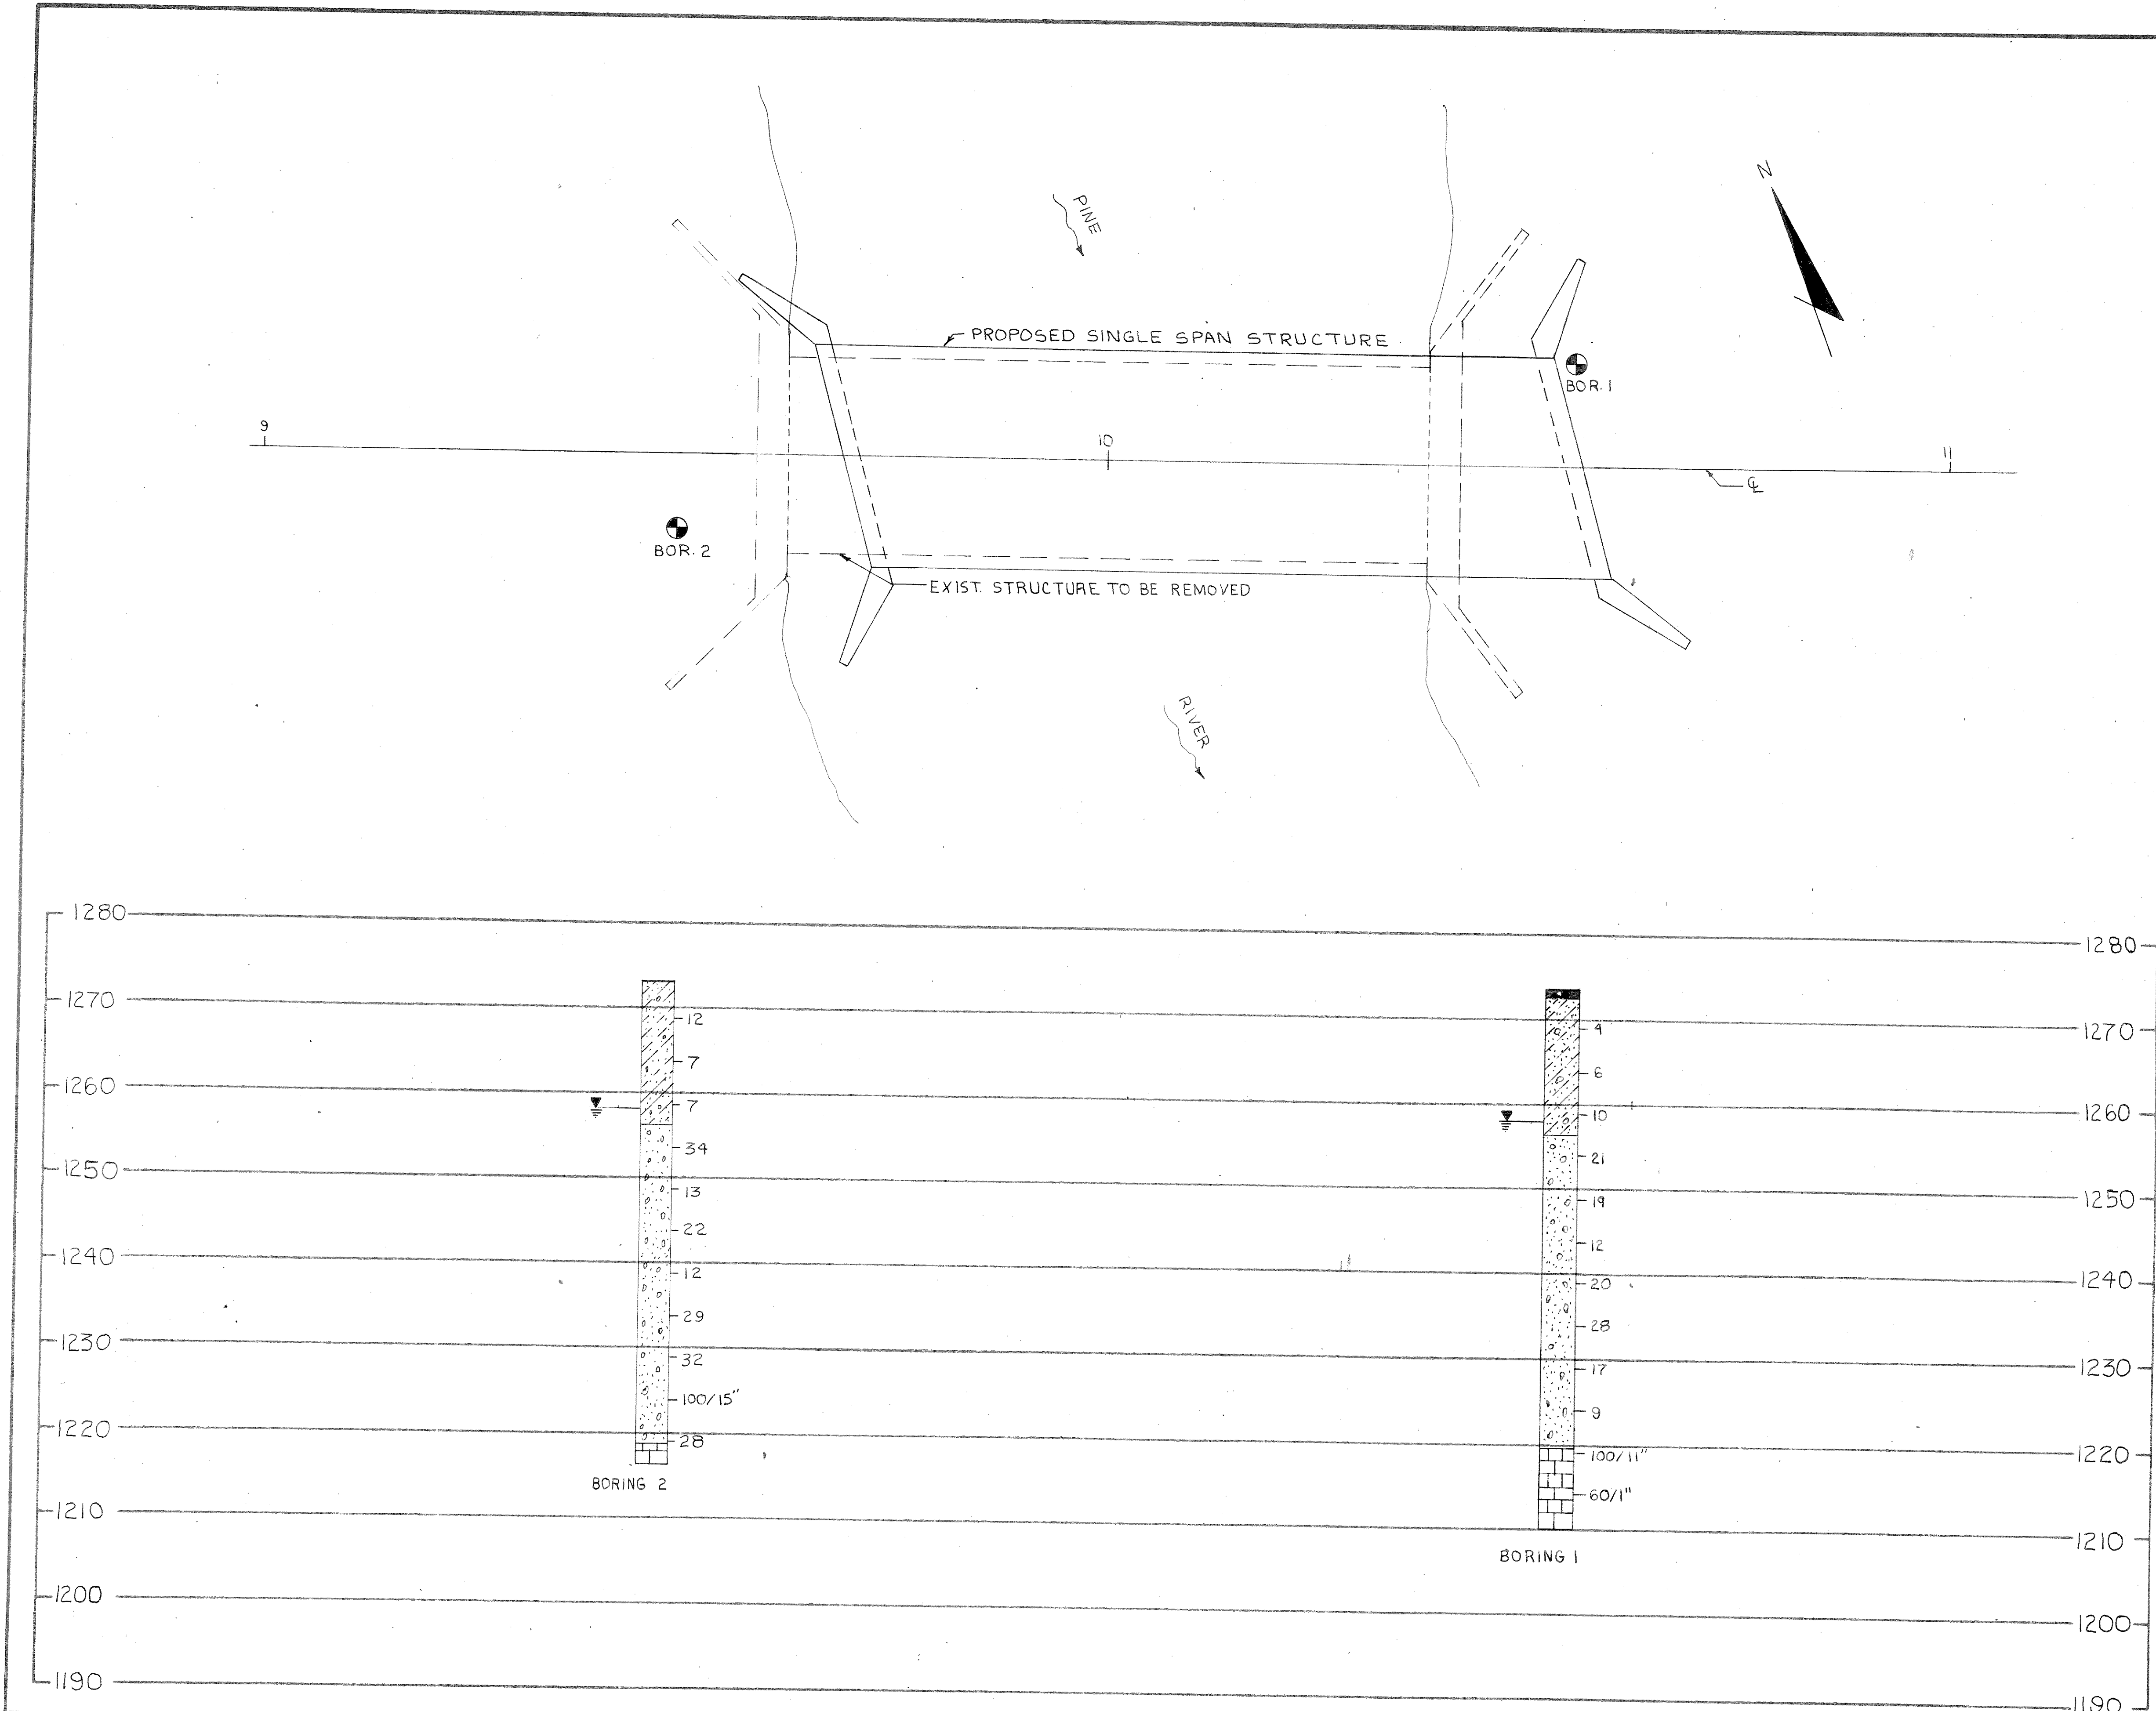 N
PINE
PROPOSED SINGLE SPAN STRUCTURE
BOR. 1
9
10
11
℄
BOR. 2
EXIST. STRUCTURE TO BE REMOVED
RIVER
1280 1280
1270 1270
12 4
7 6
1260 1260
7 10
34 21
1250 1250
13 19
22 12
1240 1240
12 20
29 28
1230 1230
32 17
100/15" 9
1220 1220
28 100/11"
BORING 2 60/1"
1210 1210
BORING 1
1200 1200
1190 1190